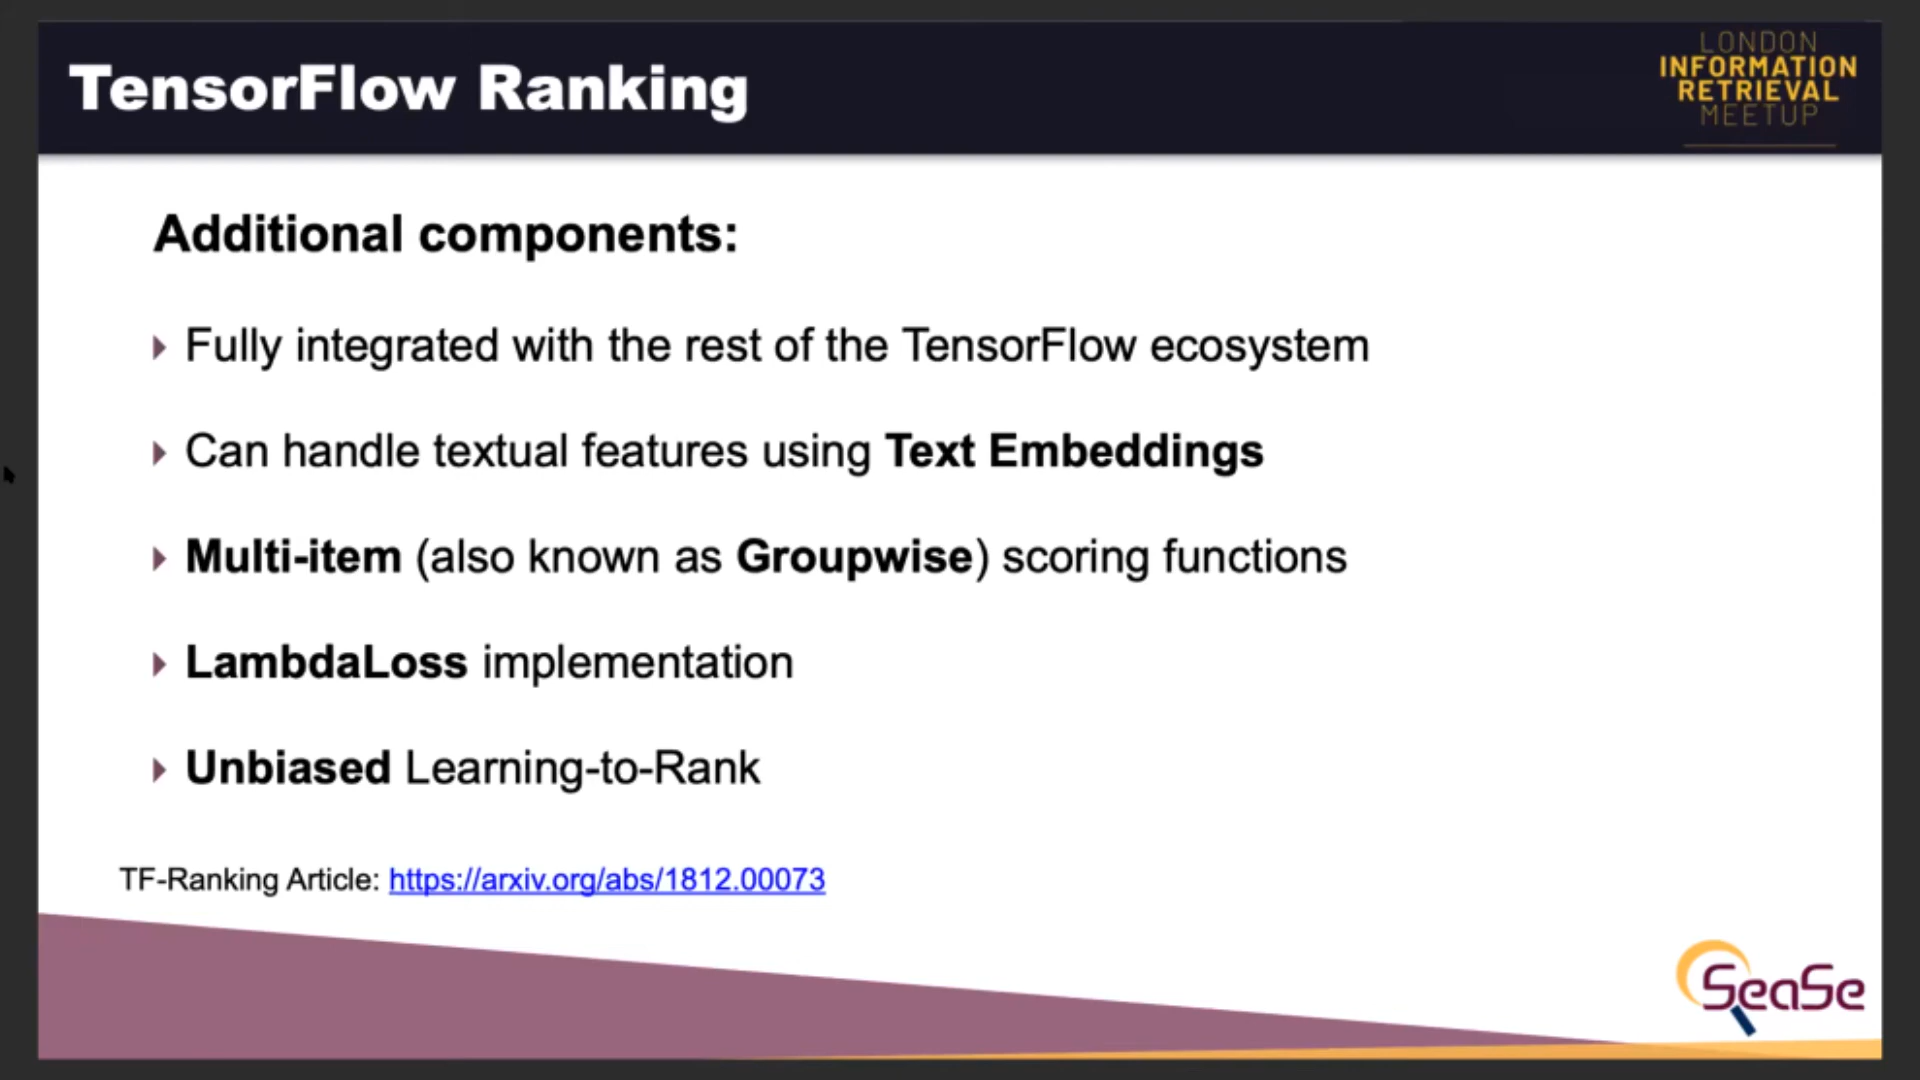 TensorFlow Ranking
LONDON
INFORMATION
RETRIEVAL
MEETUP
Additional components:
Fully integrated with the rest of the TensorFlow ecosystem
Can handle textual features using Text Embeddings
Multi-item (also known as Groupwise) scoring functions
LambdaLoss implementation
Unbiased Learning-to-Rank
TF-Ranking Article: https://arxiv.org/abs/1812.00073
SeaSe